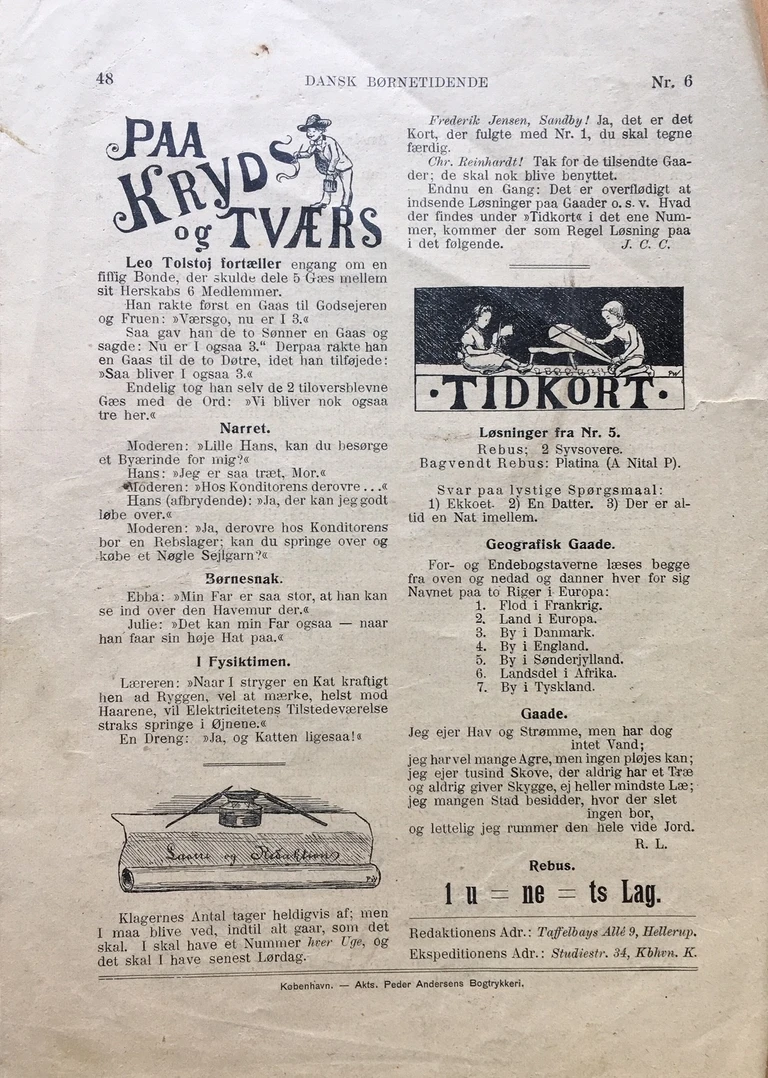 48
DANSK BØRNETIDENDE
Nr. 6
PAA
KRYDS
og TVÆRS
Leo Tolstoj fortæller engang om en
fiffig Bonde, der skulde dele 5 Gæs mellem
sit Herskabs 6 Medlemmer.
Han rakte først en Gaas til Godsejeren
og Fruen: »Værsgo, nu er I 3.«
Saa gav han de to Sønner en Gaas og
sagde: Nu er I ogsaa 3." Derpaa rakte han
en Gaas til de to Døtre, idet han tilføjede:
»Saa bliver I ogsaa 3.«
Endelig tog han selv de 2 tiloversblevne
Gæs med de Ord: »Vi bliver nok ogsaa
tre her.«
Narret.
Moderen: »Lille Hans, kan du besørge
et Byærinde for mig?«
Hans: »Jeg er saa træt, Mor.«
Moderen: »Hos Konditorens derovre . . .«
Hans (afbrydende): »Ja, der kan jeg godt
løbe over.«
Moderen: »Ja, derovre hos Konditorens
bor en Rebslager; kan du springe over og
købe et Nøgle Sejlgarn?«
Børnesnak.
Ebba: »Min Far er saa stor, at han kan
se ind over den Havemur der.«
Julie: »Det kan min Far ogsaa — naar
han faar sin høje Hat paa.«
I Fysiktimen.
Læreren: »Naar I stryger en Kat kraftigt
hen ad Ryggen, vel at mærke, helst mod
Haarene, vil Elektricitetens Tilstedeværelse
straks springe i Øjnene.«
En Dreng: »Ja, og Katten ligesaa!«
Læsere og Redaktion
PW
Klagernes Antal tager heldigvis af; men
I maa blive ved, indtil alt gaar, som det
skal. I skal have et Nummer hver Uge, og
det skal I have senest Lørdag.
Frederik Jensen, Sandby! Ja, det er det
Kort, der fulgte med Nr. 1, du skal tegne
færdig.
Chr. Reinhardt! Tak for de tilsendte Gaa-
der; de skal nok blive benyttet.
Endnu en Gang: Det er overflødigt at
indsende Løsninger paa Gaader o. s. v. Hvad
der findes under »Tidkort« i det ene Num-
mer, kommer der som Regel Løsning paa
i det følgende. J. C. C.
PW
·TIDKORT·
Løsninger fra Nr. 5.
Rebus: 2 Syvsovere.
Bagvendt Rebus: Platina (A Nital P).
Svar paa lystige Spørgsmaal:
1) Ekkoet. 2) En Datter. 3) Der er al-
tid en Nat imellem.
Geografisk Gaade.
For- og Endebogstaverne læses begge
fra oven og nedad og danner hver for sig
Navnet paa to Riger i Europa:
1. Flod i Frankrig.
2. Land i Europa.
3. By i Danmark.
4. By i England.
5. By i Sønderjylland.
6. Landsdel i Afrika.
7. By i Tyskland.
Gaade.
Jeg ejer Hav og Strømme, men har dog
intet Vand;
jeg har vel mange Agre, men ingen pløjes kan;
jeg ejer tusind Skove, der aldrig har et Træ
og aldrig giver Skygge, ej heller mindste Læ;
jeg mangen Stad besidder, hvor der slet
ingen bor,
og lettelig jeg rummer den hele vide Jord.
R. L.
Rebus.
1 u = ne = ts Lag.
Redaktionens Adr.: Taffelbays Allé 9, Hellerup.
Ekspeditionens Adr.: Studiestr. 34, Kbhvn. K.
København. — Akts. Peder Andersens Bogtrykkeri.